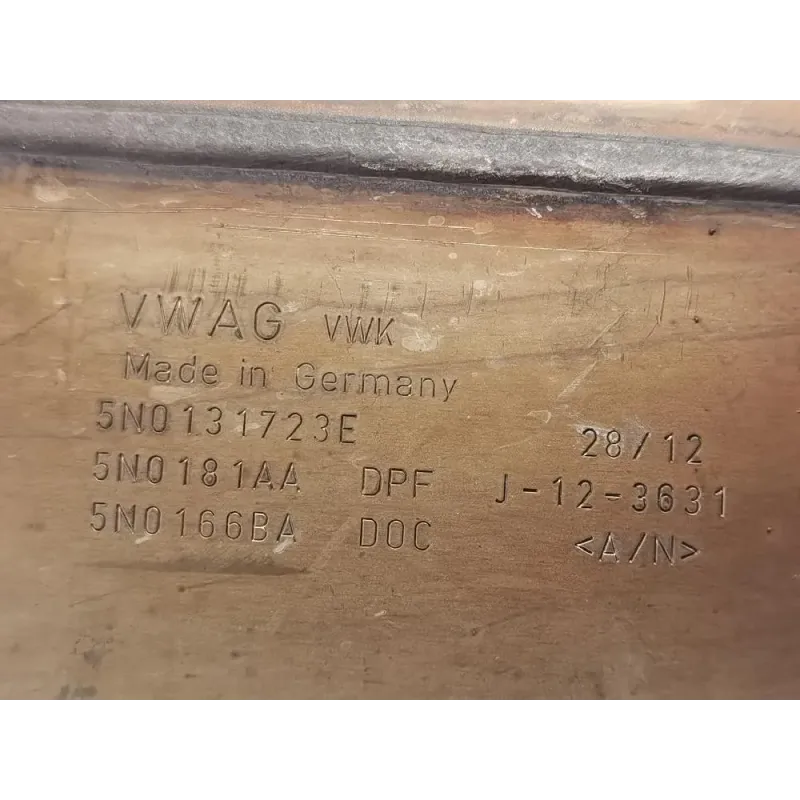 VWAG VWK
Made in Germany
5N0131723E 28/12
5N0181AA DPF J-12-3631
5N0166BA DOC <A/N>